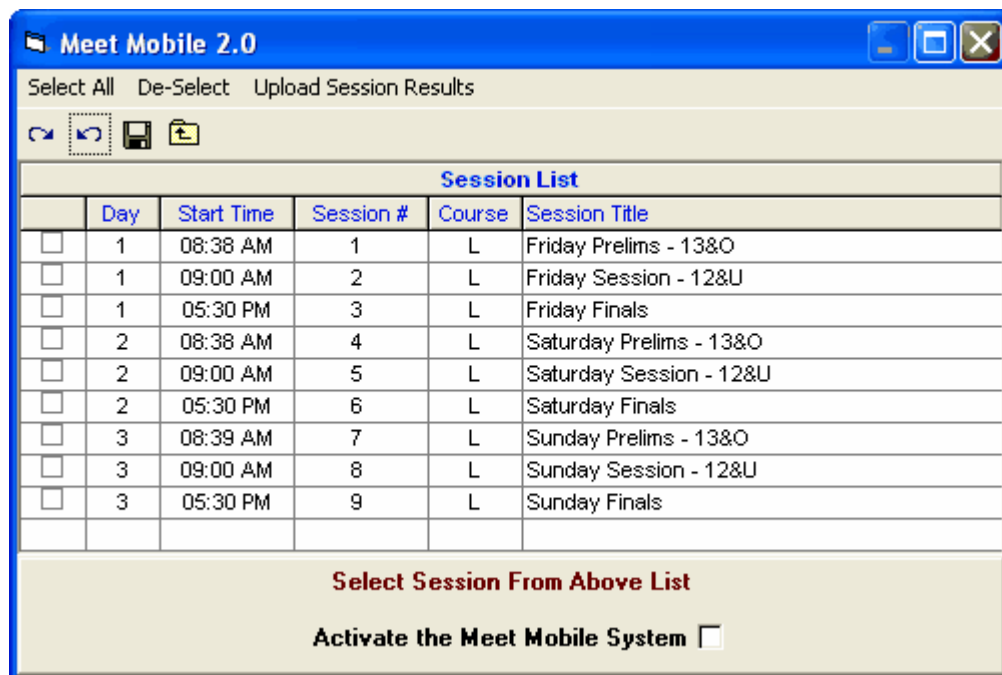 Meet Mobile 2.0
Select All De-Select Upload Session Results
Session List
Day Start Time Session # Course Session Title
1 08:38 AM 1 L Friday Prelims - 13&O
1 09:00 AM 2 L Friday Session - 12&U
1 05:30 PM 3 L Friday Finals
2 08:38 AM 4 L Saturday Prelims - 13&O
2 09:00 AM 5 L Saturday Session - 12&U
2 05:30 PM 6 L Saturday Finals
3 08:39 AM 7 L Sunday Prelims - 13&O
3 09:00 AM 8 L Sunday Session - 12&U
3 05:30 PM 9 L Sunday Finals
Select Session From Above List
Activate the Meet Mobile System